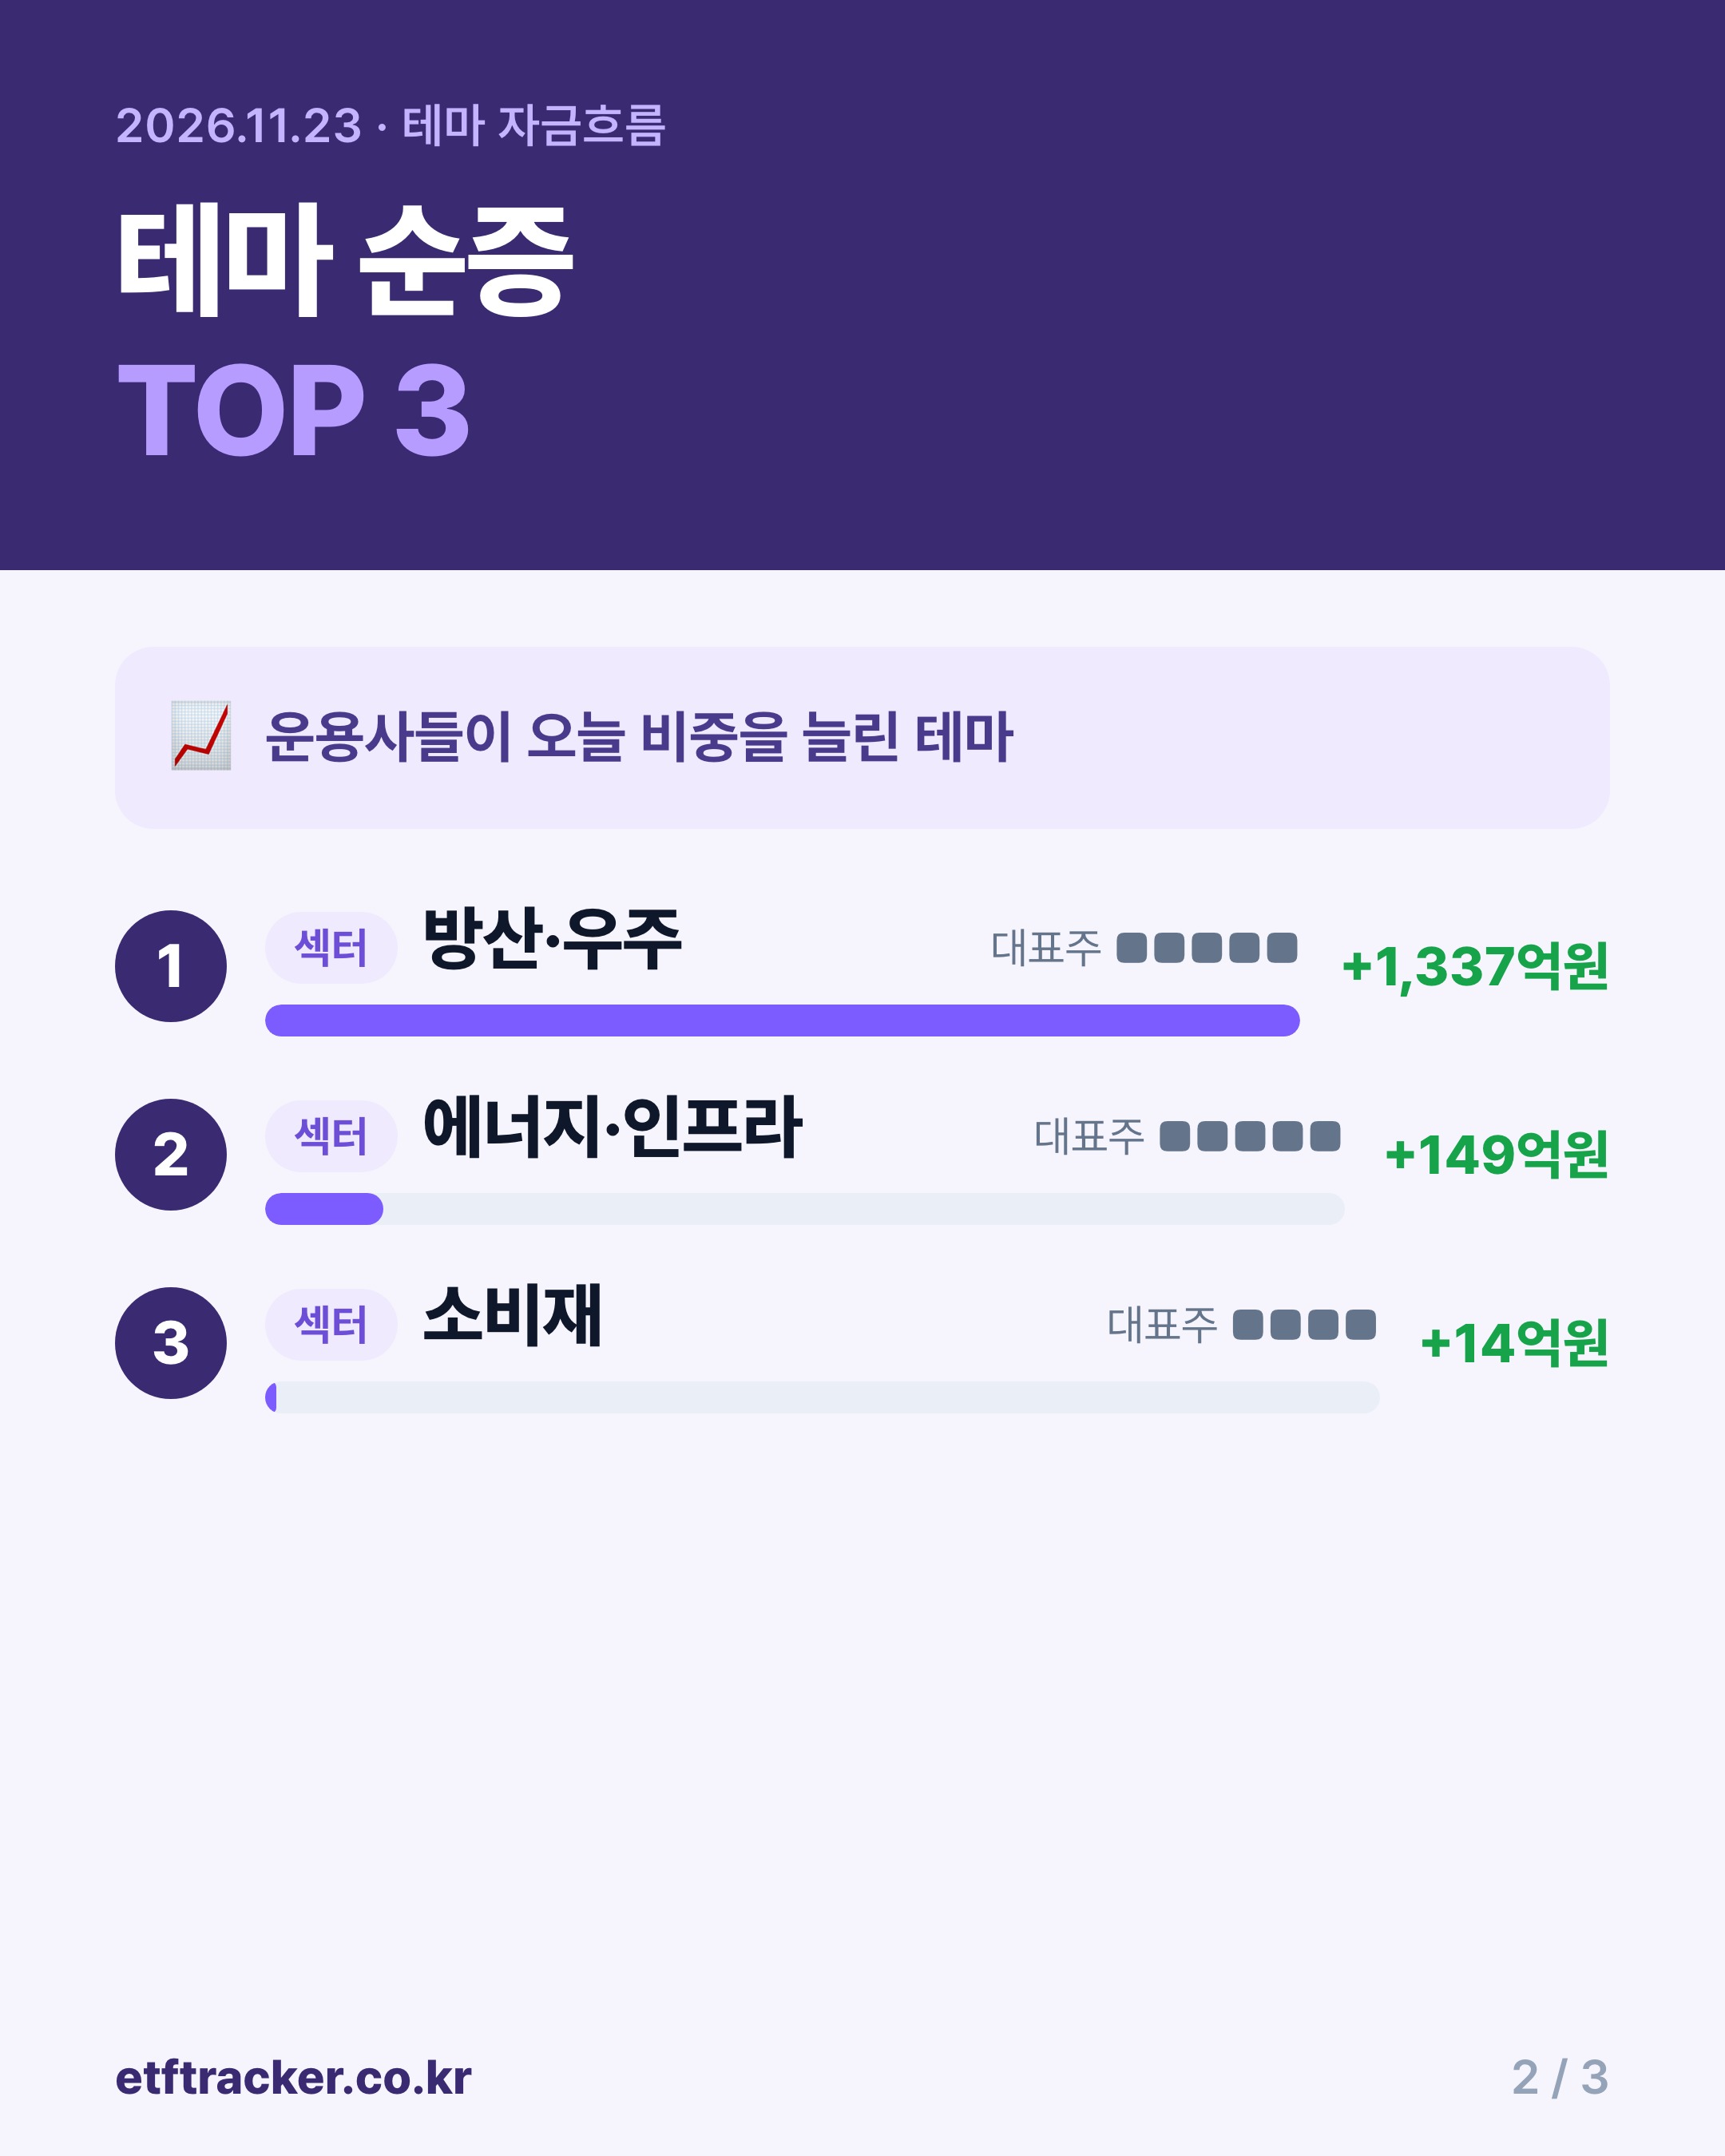 2026.11.23 · 테마 자금흐름
테마 순증
TOP 3
운용사들이 오늘 비중을 늘린 테마
1 섹터 방산·우주 대표주 +1,337억원
2 섹터 에너지·인프라 대표주 +149억원
3 섹터 소비재 대표주 +14억원
etftracker.co.kr 2 / 3